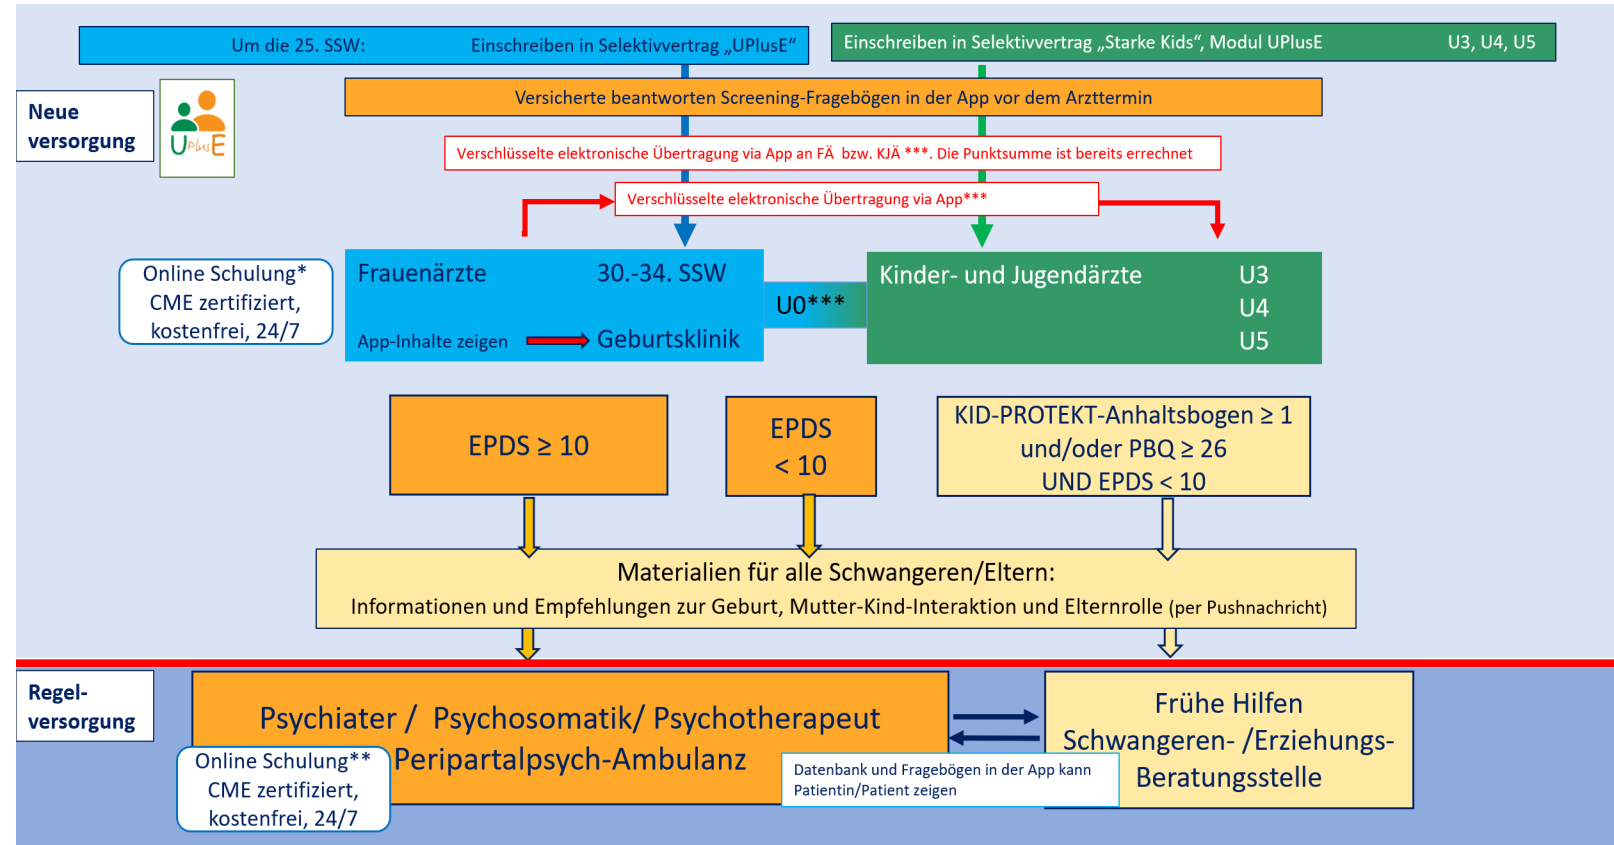 Um die 25. SSW: Einschreiben in Selektivvertrag „UPlusE“
Einschreiben in Selektivvertrag „Starke Kids“, Modul UPlusE U3, U4, U5
Neue
versorgung
UPlusE
Versicherte beantworten Screening-Fragebögen in der App vor dem Arzttermin
Verschlüsselte elektronische Übertragung via App an FÄ bzw. KJÄ ***. Die Punktsumme ist bereits errechnet
Verschlüsselte elektronische Übertragung via App***
Online Schulung*
CME zertifiziert,
kostenfrei, 24/7
Frauenärzte 30.-34. SSW
App-Inhalte zeigen Geburtsklinik
U0***
Kinder- und Jugendärzte U3
U4
U5
EPDS ≥ 10
EPDS
< 10
KID-PROTEKT-Anhaltsbogen ≥ 1
und/oder PBQ ≥ 26
UND EPDS < 10
Materialien für alle Schwangeren/Eltern:
Informationen und Empfehlungen zur Geburt, Mutter-Kind-Interaktion und Elternrolle (per Pushnachricht)
Regel-
versorgung
Psychiater / Psychosomatik/ Psychotherapeut
Peripartalpsych-Ambulanz
Online Schulung**
CME zertifiziert,
kostenfrei, 24/7
Datenbank und Fragebögen in der App kann
Patientin/Patient zeigen
Frühe Hilfen
Schwangeren- /Erziehungs-
Beratungsstelle